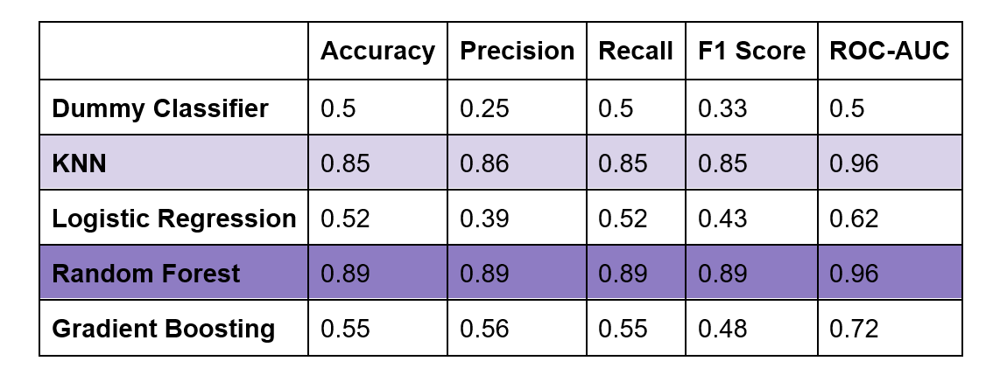 Accuracy Precision Recall F1 Score ROC-AUC
Dummy Classifier 0.5 0.25 0.5 0.33 0.5
KNN 0.85 0.86 0.85 0.85 0.96
Logistic Regression 0.52 0.39 0.52 0.43 0.62
Random Forest 0.89 0.89 0.89 0.89 0.96
Gradient Boosting 0.55 0.56 0.55 0.48 0.72